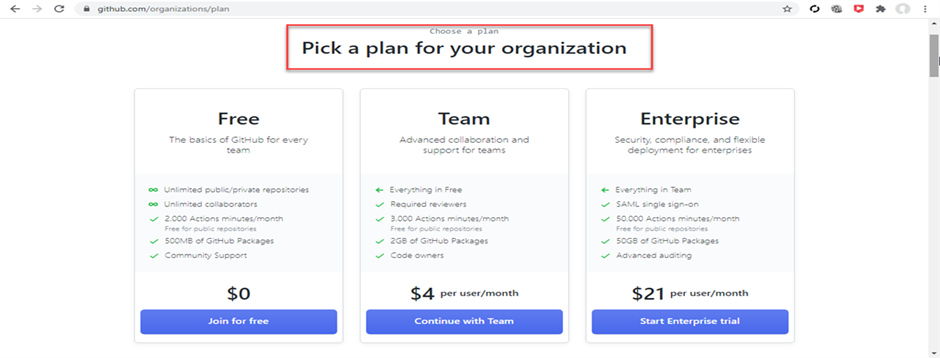 github.com/organizations/plan
Choose a plan
Pick a plan for your organization
Free
The basics of GitHub for every
team
Unlimited public/private repositories
Unlimited collaborators
2,000 Actions minutes/month
Free for public repositories
500MB of GitHub Packages
Community Support
$0
Join for free
Team
Advanced collaboration and
support for teams
Everything in Free
Required reviewers
3,000 Actions minutes/month
Free for public repositories
2GB of GitHub Packages
Code owners
$4 per user/month
Continue with Team
Enterprise
Security, compliance, and flexible
deployment for enterprises
Everything in Team
SAML single sign-on
50,000 Actions minutes/month
Free for public repositories
50GB of GitHub Packages
Advanced auditing
$21 per user/month
Start Enterprise trial